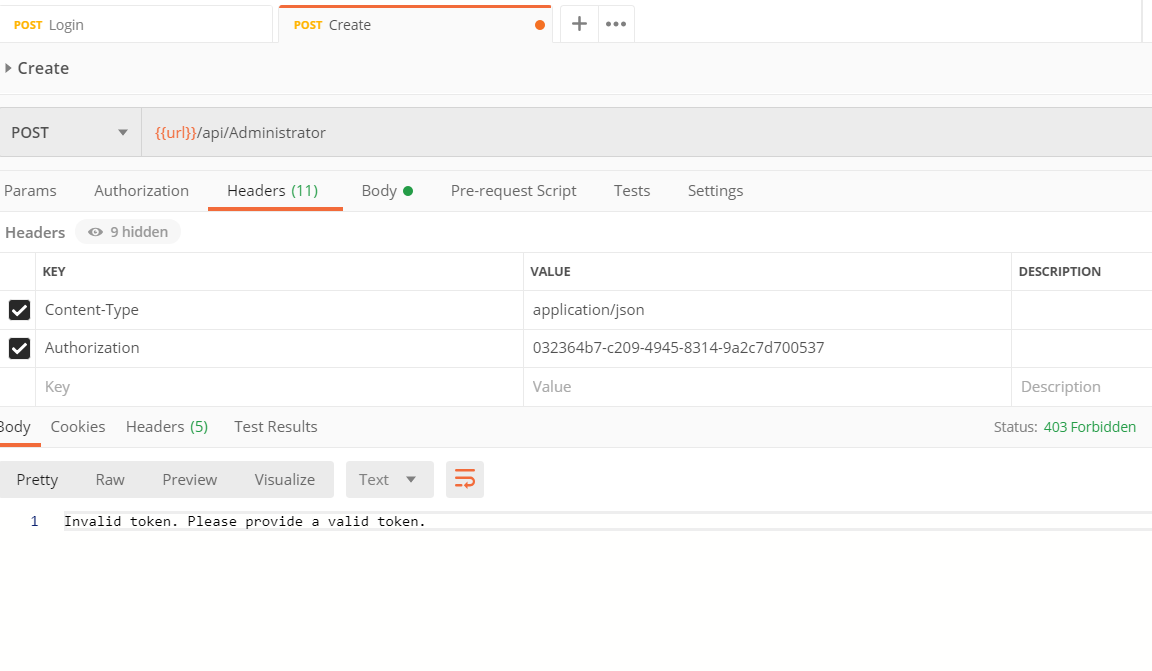 POST Login
POST Create
Create
POST {{url}}/api/Administrator
Params Authorization Headers (11) Body Pre-request Script Tests Settings
Headers 9 hidden
KEY VALUE DESCRIPTION
Content-Type application/json
Authorization 032364b7-c209-4945-8314-9a2c7d700537
Key Value Description
Body Cookies Headers (5) Test Results Status: 403 Forbidden
Pretty Raw Preview Visualize Text
1 Invalid token. Please provide a valid token.